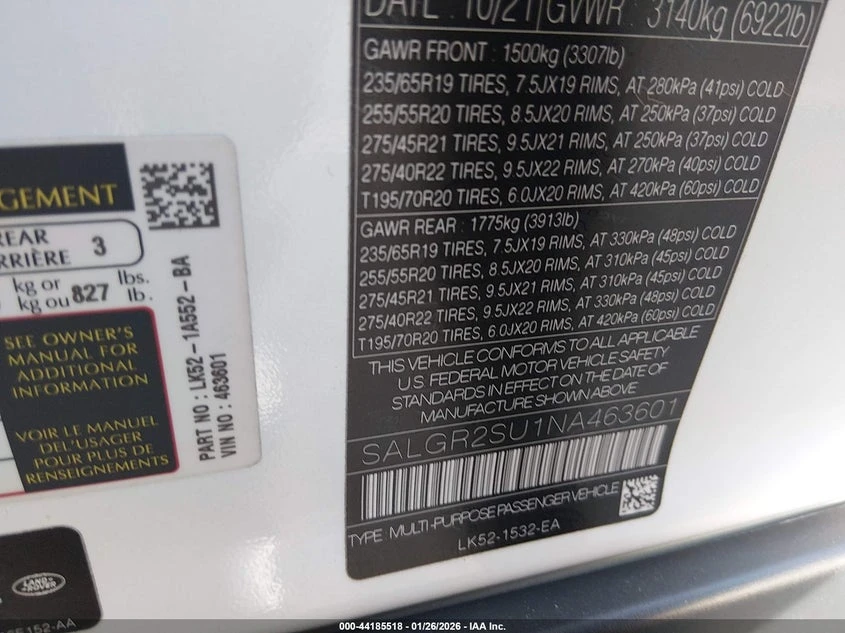 GEMENT
REAR
RRIÈRE 3
kg or
kg ou 827 lbs.
lb.
SEE OWNER'S
MANUAL FOR
ADDITIONAL
INFORMATION
VOIR LE MANUEL
DEL'USAGER
POUR PLUS DE
RENSEIGNEMENTS
PART NO : LK52-1A552-BA
VIN NO : 463601
LAND ROVER
DATE 10/21 GVWR : 3140kg (6922lb)
GAWR FRONT : 1500kg (3307lb)
235/65R19 TIRES, 7.5JX19 RIMS, AT 280kPa (41psi) COLD
255/55R20 TIRES, 8.5JX20 RIMS, AT 250kPa (37psi) COLD
275/45R21 TIRES, 9.5JX21 RIMS, AT 250kPa (37psi) COLD
275/40R22 TIRES, 9.5JX22 RIMS, AT 270kPa (40psi) COLD
T195/70R20 TIRES, 6.0JX20 RIMS, AT 420kPa (60psi) COLD
GAWR REAR : 1775kg (3913lb)
235/65R19 TIRES, 7.5JX19 RIMS, AT 330kPa (48psi) COLD
255/55R20 TIRES, 8.5JX20 RIMS, AT 310kPa (45psi) COLD
275/45R21 TIRES, 9.5JX21 RIMS, AT 310kPa (45psi) COLD
275/40R22 TIRES, 9.5JX22 RIMS, AT 330kPa (48psi) COLD
T195/70R20 TIRES, 6.0JX20 RIMS, AT 420kPa (60psi) COLD
THIS VEHICLE CONFORMS TO ALL APPLICABLE
U.S. FEDERAL MOTOR VEHICLE SAFETY
STANDARDS IN EFFECT ON THE DATE OF
MANUFACTURE SHOWN ABOVE
SALGR2SU1NA463601
TYPE MULTI-PURPOSE PASSENGER VEHICLE
LK52-1532-EA
000-44185518 - 01/26/2026 - IAA Inc.